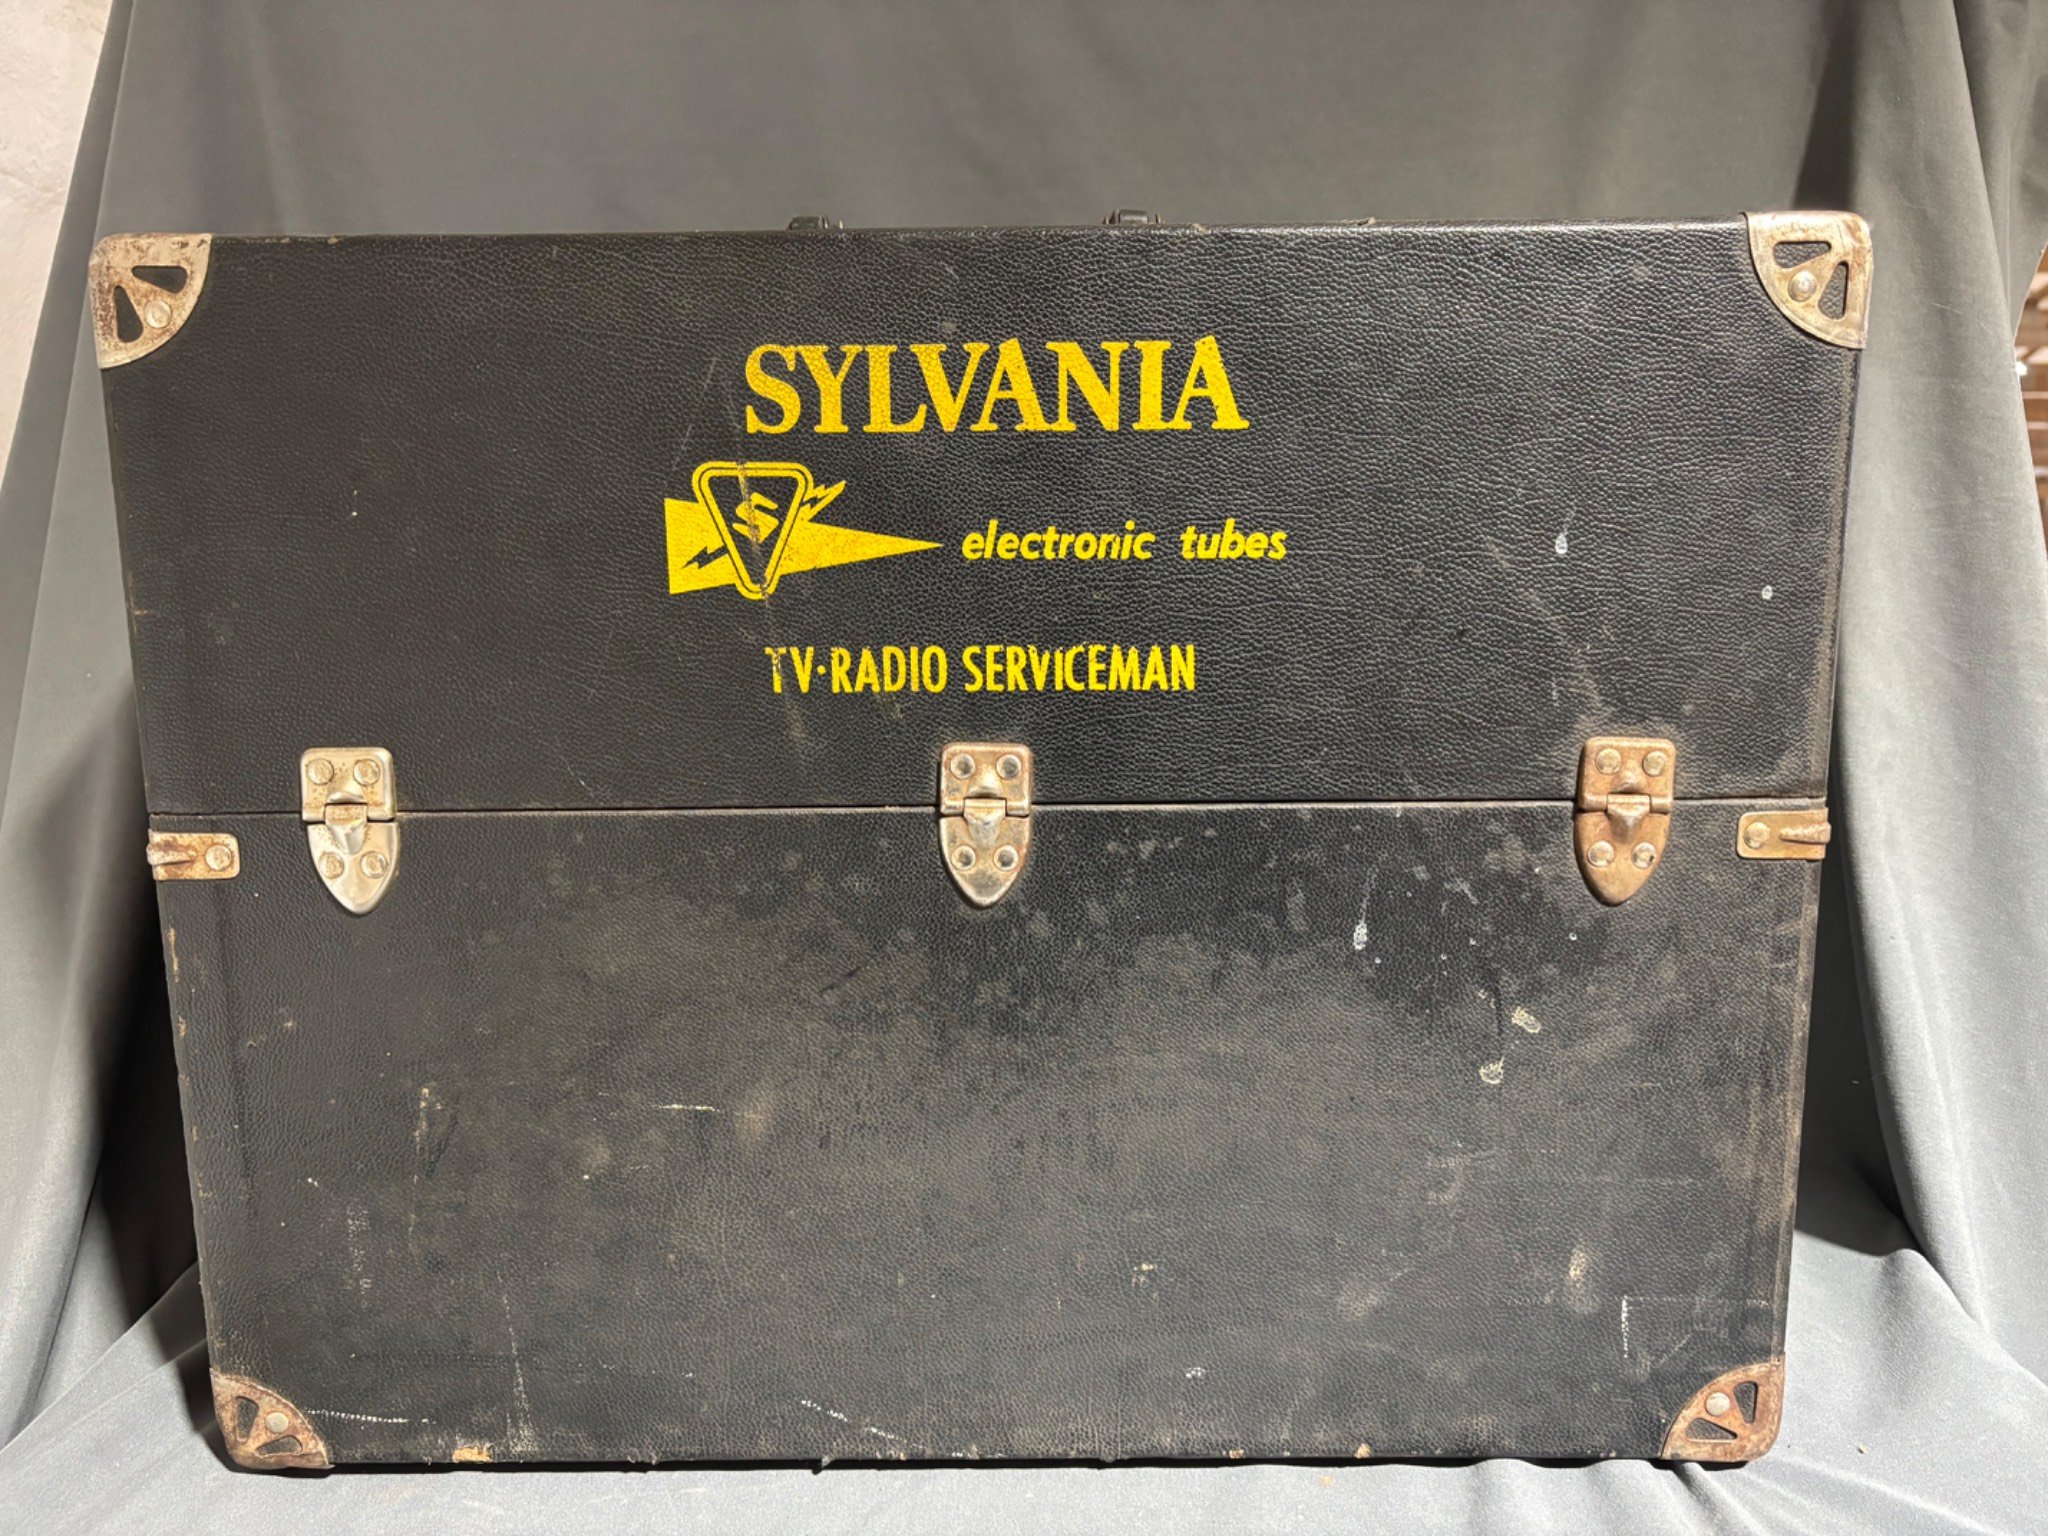 SYLVANIA
S electronic tubes
TV·RADIO SERVICEMAN